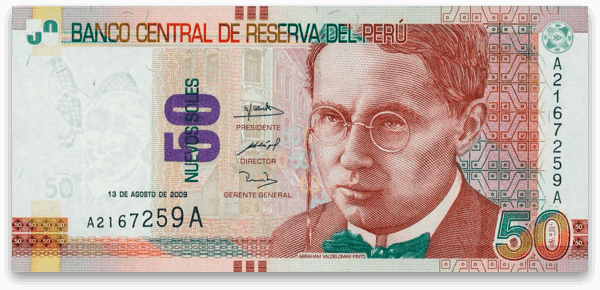 BANCO CENTRAL DE RESERVA DEL PERÚ
50
NUEVOS SOLES
PRESIDENTE
DIRECTOR
GERENTE GENERAL
50
13 DE AGOSTO DE 2009
A2167259A
A2167259A
ABRAHAM VALDELOMAR PINTO
50